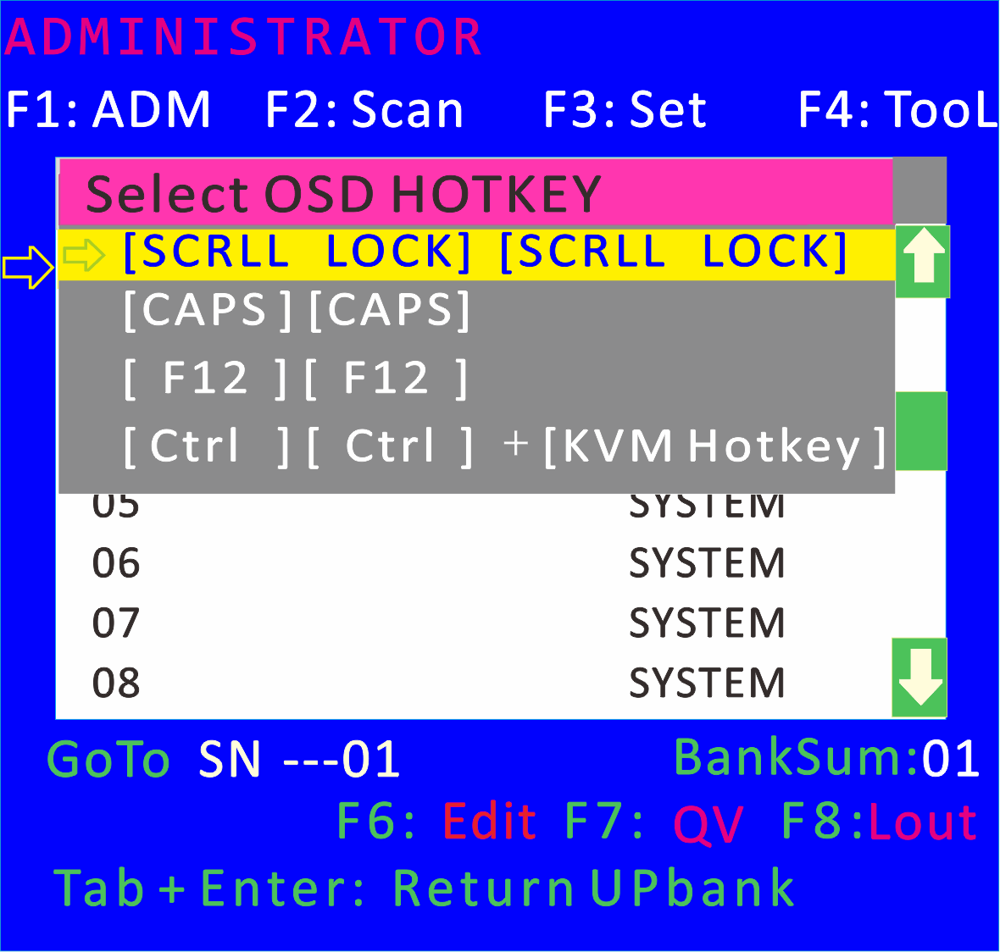 ADMINISTRATOR
F1: ADM F2: Scan F3: Set F4: TooL
Select OSD HOTKEY
[SCRLL LOCK] [SCRLL LOCK]
[CAPS ] [CAPS]
[ F12 ] [ F12 ]
[ Ctrl ] [ Ctrl ] + [KVM Hotkey ]
05 SYSTEM
06 SYSTEM
07 SYSTEM
08 SYSTEM
GoTo SN ---01 BankSum:01
F6: Edit F7: QV F8:Lout
Tab + Enter: Return UPbank